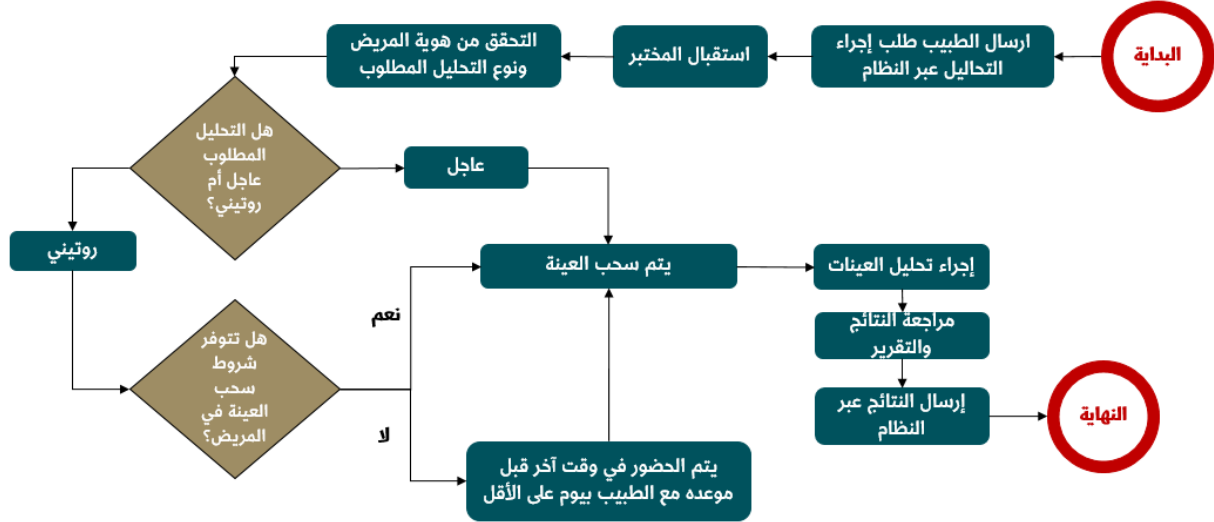 البداية
ارسال الطبيب طلب إجراء
التحاليل عبر النظام
استقبال المختبر
التحقق من هوية المريض
ونوع التحليل المطلوب
هل التحليل
المطلوب
عاجل أم
روتيني؟
عاجل
روتيني
هل تتوفر
شروط
سحب
العينة في
المريض؟
نعم
لا
يتم سحب العينة
يتم الحضور في وقت آخر قبل
موعده مع الطبيب بيوم على الأقل
إجراء تحليل العينات
مراجعة النتائج
والتقرير
إرسال النتائج عبر
النظام
النهاية